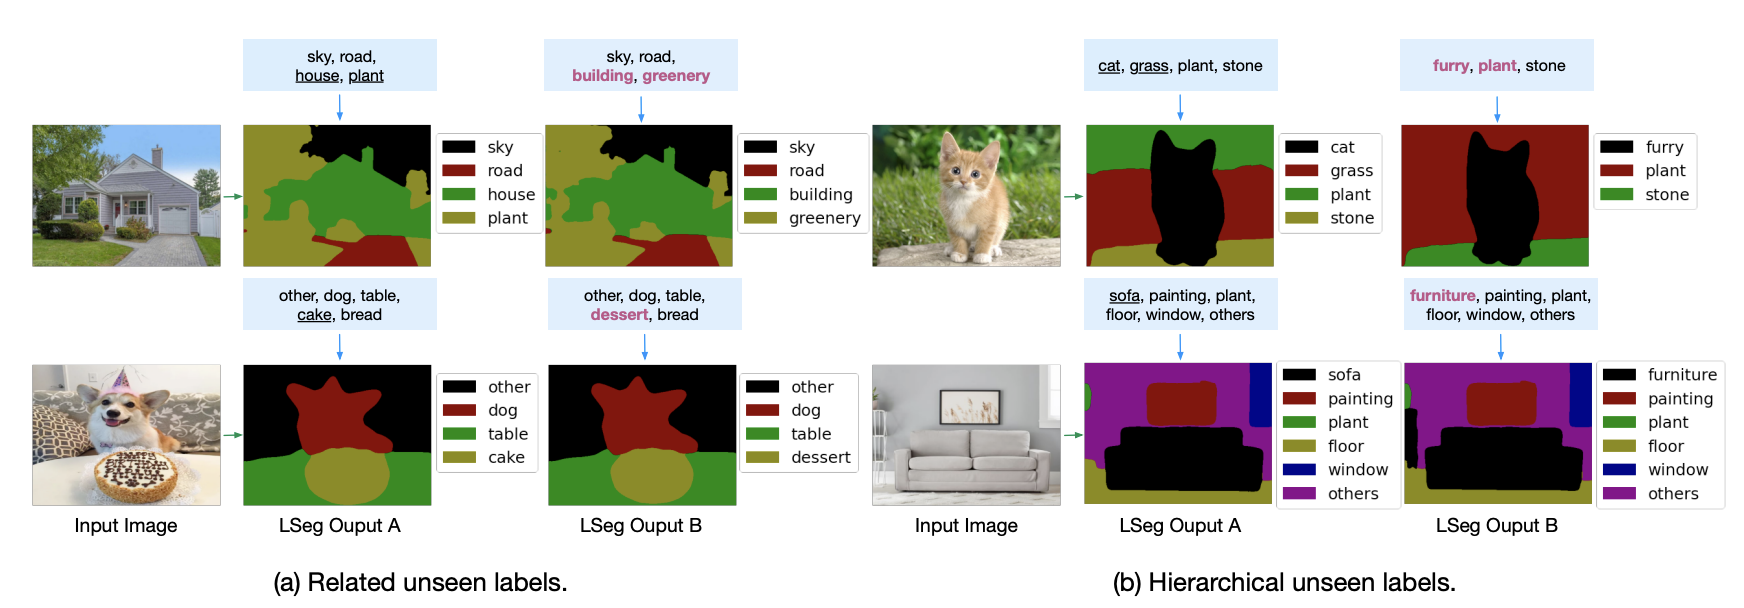 sky, road,
house, plant
sky, road,
building, greenery
sky
road
house
plant
sky
road
building
greenery
other, dog, table,
cake, bread
other, dog, table,
dessert, bread
other
dog
table
cake
other
dog
table
dessert
Input Image
LSeg Ouput A
LSeg Ouput B
(a) Related unseen labels.
cat, grass, plant, stone
furry, plant, stone
cat
grass
plant
stone
furry
plant
stone
sofa, painting, plant,
floor, window, others
furniture, painting, plant,
floor, window, others
sofa
painting
plant
floor
window
others
furniture
painting
plant
floor
window
others
Input Image
LSeg Ouput A
LSeg Ouput B
(b) Hierarchical unseen labels.